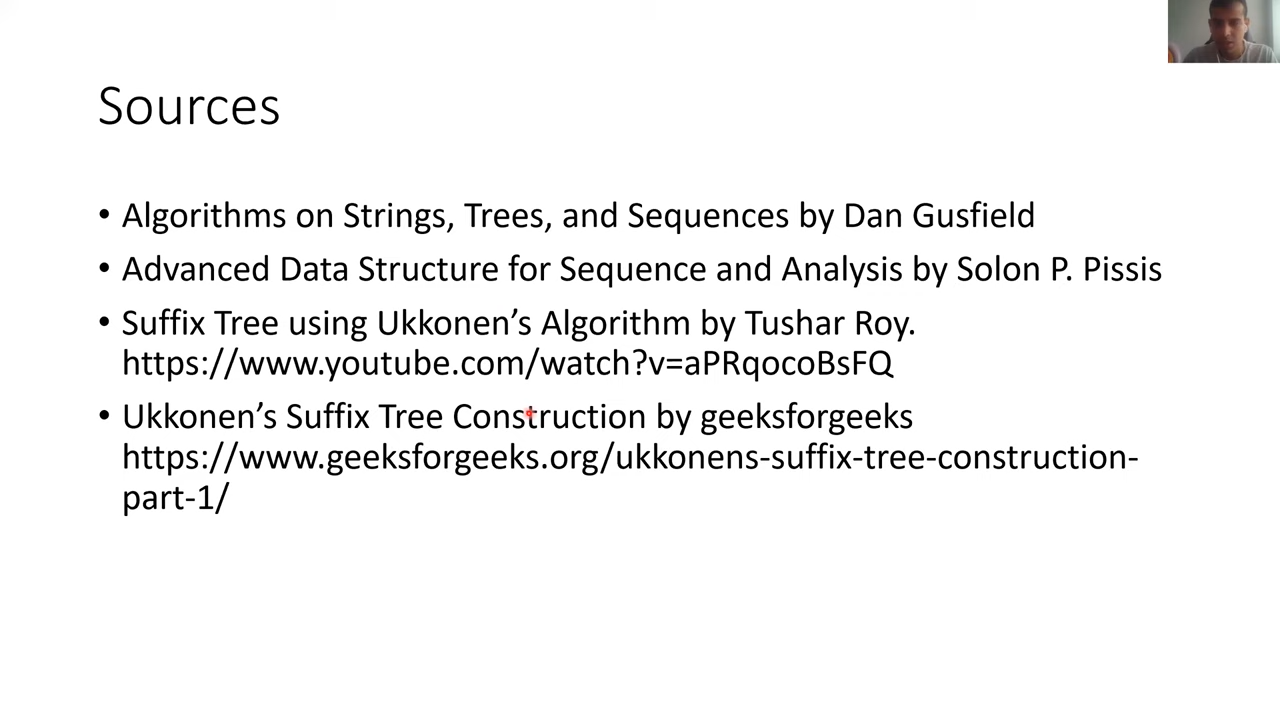 Sources
• Algorithms on Strings, Trees, and Sequences by Dan Gusfield
• Advanced Data Structure for Sequence and Analysis by Solon P. Pissis
• Suffix Tree using Ukkonen’s Algorithm by Tushar Roy.
https://www.youtube.com/watch?v=aPRqocoBsFQ
• Ukkonen’s Suffix Tree Construction by geeksforgeeks
https://www.geeksforgeeks.org/ukkonens-suffix-tree-construction-
part-1/